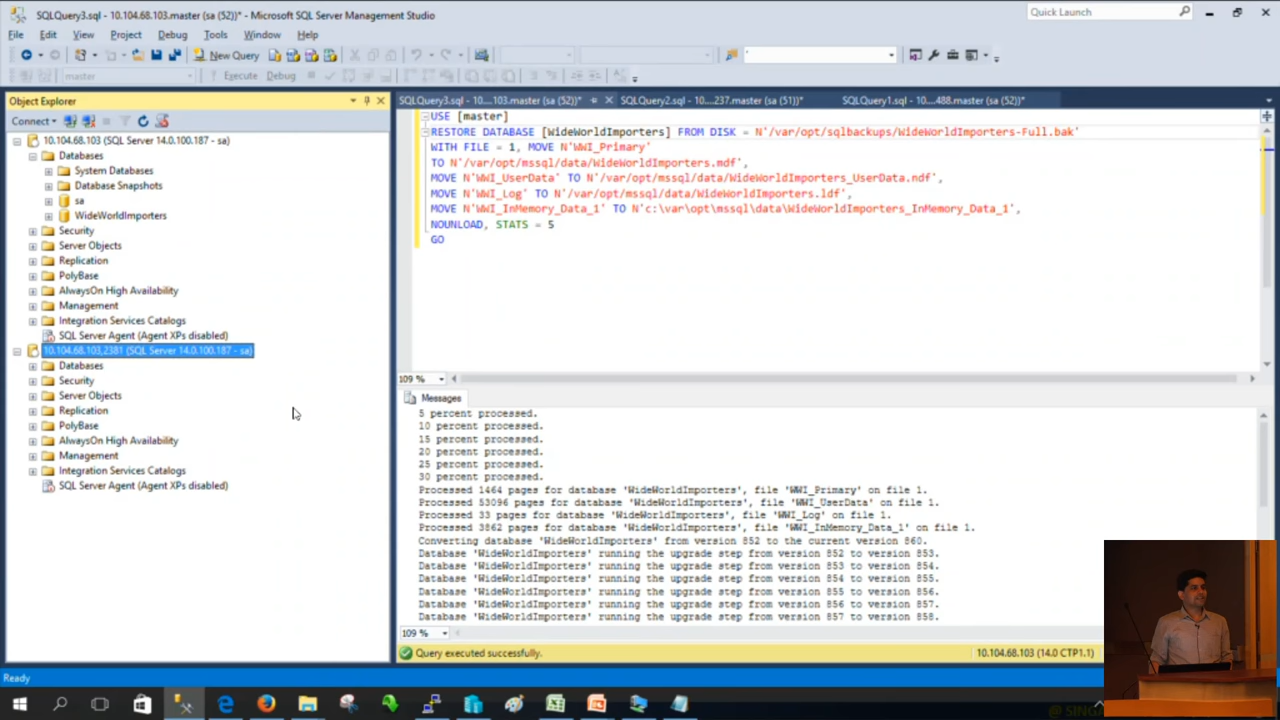 SQLQuery3.sql - 10.104.68.103.master (sa (52))* - Microsoft SQL Server Management Studio
Quick Launch
File Edit View Project Debug Tools Window Help
New Query
master
Execute Debug
Object Explorer
Connect
10.104.68.103 (SQL Server 14.0.100.187 - sa)
Databases
System Databases
Database Snapshots
sa
WideWorldImporters
Security
Server Objects
Replication
PolyBase
AlwaysOn High Availability
Management
Integration Services Catalogs
SQL Server Agent (Agent XPs disabled)
10.104.68.103,2381 (SQL Server 14.0.100.187 - sa)
Databases
Security
Server Objects
Replication
PolyBase
AlwaysOn High Availability
Management
Integration Services Catalogs
SQL Server Agent (Agent XPs disabled)
SQLQuery3.sql - 10....103.master (sa (52))* SQLQuery2.sql - 10....237.master (sa (51))* SQLQuery1.sql - 10....488.master (sa (52))*
USE [master]
RESTORE DATABASE [WideWorldImporters] FROM DISK = N'/var/opt/sqlbackups/WideWorldImporters-Full.bak'
WITH FILE = 1, MOVE N'WWI_Primary'
TO N'/var/opt/mssql/data/WideWorldImporters.mdf',
MOVE N'WWI_UserData' TO N'/var/opt/mssql/data/WideWorldImporters_UserData.ndf',
MOVE N'WWI_Log' TO N'/var/opt/mssql/data/WideWorldImporters.ldf',
MOVE N'WWI_InMemory_Data_1' TO N'c:\var\opt\mssql\data\WideWorldImporters_InMemory_Data_1',
NOUNLOAD, STATS = 5
GO
109 %
Messages
5 percent processed.
10 percent processed.
15 percent processed.
20 percent processed.
25 percent processed.
30 percent processed.
Processed 1464 pages for database 'WideWorldImporters', file 'WWI_Primary' on file 1.
Processed 53096 pages for database 'WideWorldImporters', file 'WWI_UserData' on file 1.
Processed 33 pages for database 'WideWorldImporters', file 'WWI_Log' on file 1.
Processed 3862 pages for database 'WideWorldImporters', file 'WWI_InMemory_Data_1' on file 1.
Converting database 'WideWorldImporters' from version 852 to the current version 860.
Database 'WideWorldImporters' running the upgrade step from version 852 to version 853.
Database 'WideWorldImporters' running the upgrade step from version 853 to version 854.
Database 'WideWorldImporters' running the upgrade step from version 854 to version 855.
Database 'WideWorldImporters' running the upgrade step from version 855 to version 856.
Database 'WideWorldImporters' running the upgrade step from version 856 to version 857.
Database 'WideWorldImporters' running the upgrade step from version 857 to version 858.
109 %
Query executed successfully. 10.104.68.103 (14.0 CTP1.1)
Ready